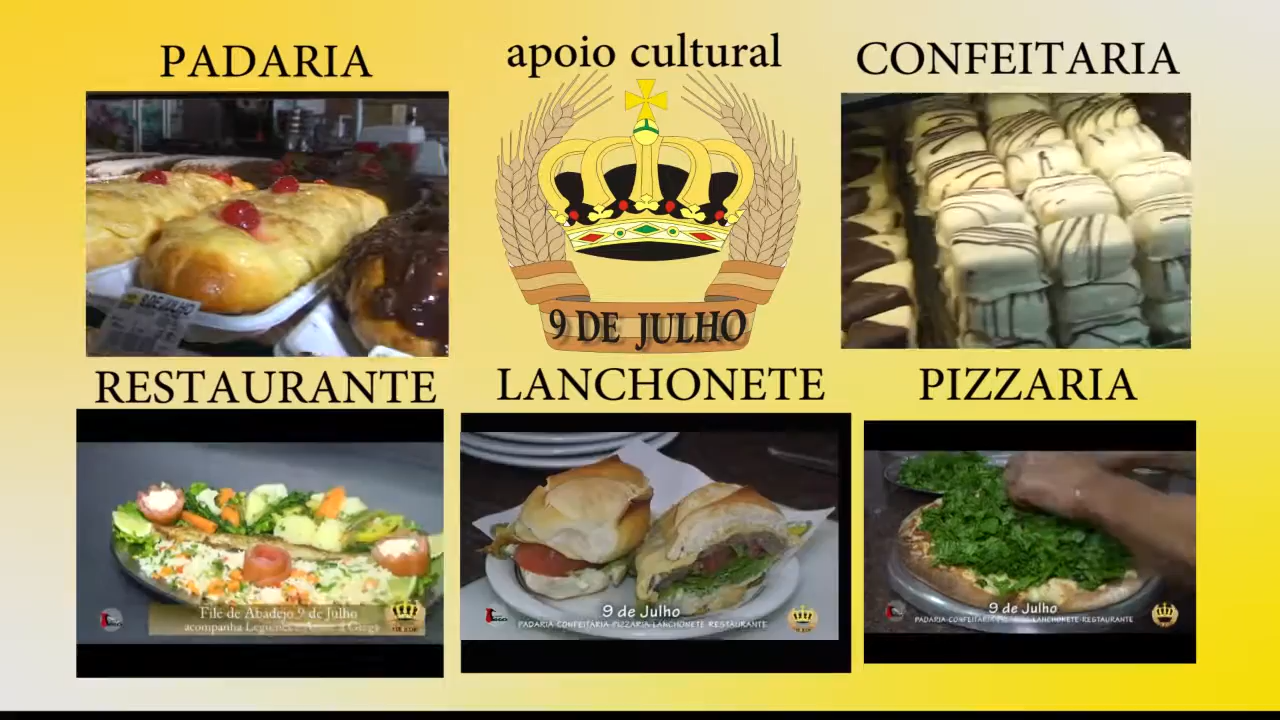 PADARIA
apoio cultural
CONFEITARIA
9 DE JULHO
RESTAURANTE
LANCHONETE
PIZZARIA
Filé de Abadejo 9 de Julho
acompanha Legumes
9 de Julho
PADARIA-CONFEITARIA-PIZZARIA-LANCHONETE-RESTAURANTE
9 de Julho
PADARIA-CONFEITARIA-PIZZARIA-LANCHONETE-RESTAURANTE